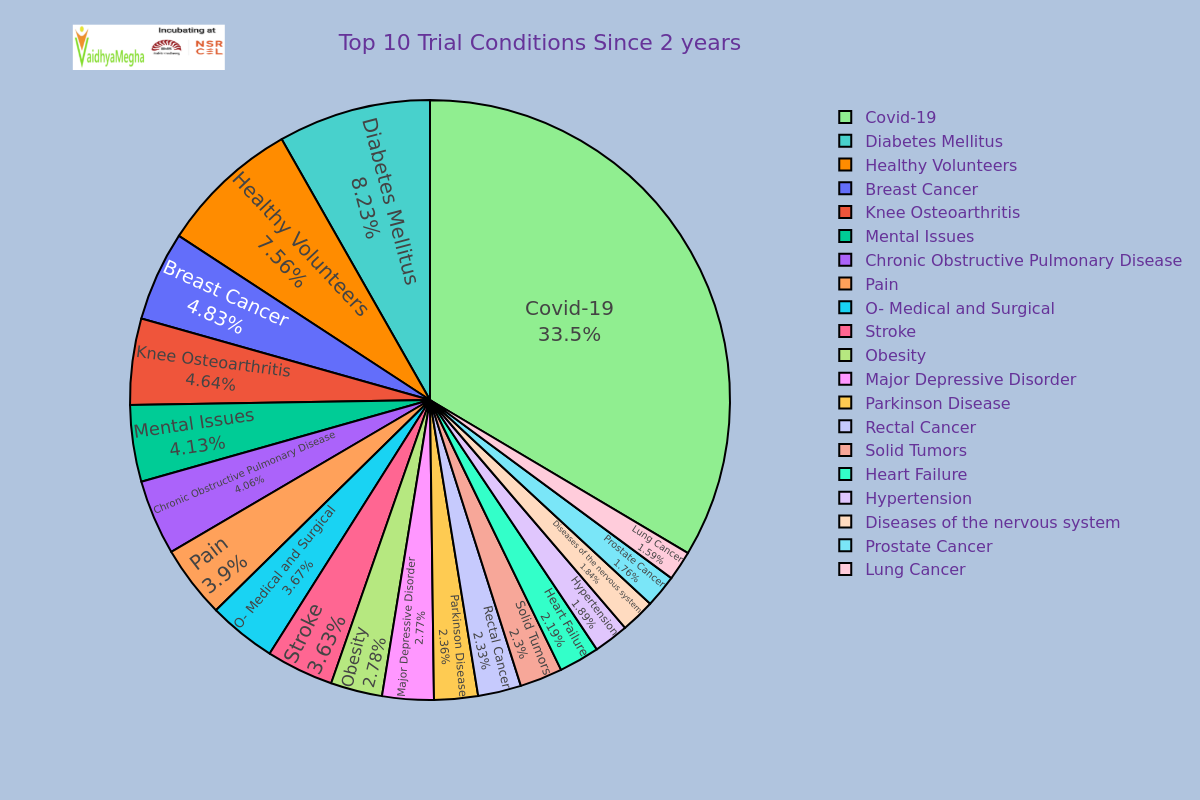 Incubating at
VaidhyaMegha
NSR
CEL
Top 10 Trial Conditions Since 2 years
Covid-19
33.5%
Diabetes Mellitus
8.23%
Healthy Volunteers
7.56%
Breast Cancer
4.83%
Knee Osteoarthritis
4.64%
Mental Issues
4.13%
Chronic Obstructive Pulmonary Disease
4.06%
Pain
3.9%
O- Medical and Surgical
3.67%
Stroke
3.63%
Obesity
2.78%
Major Depressive Disorder
2.77%
Parkinson Disease
2.36%
Rectal Cancer
2.33%
Solid Tumors
2.3%
Heart Failure
2.19%
Hypertension
1.89%
Diseases of the nervous system
1.84%
Prostate Cancer
1.76%
Lung Cancer
1.59%
Covid-19
Diabetes Mellitus
Healthy Volunteers
Breast Cancer
Knee Osteoarthritis
Mental Issues
Chronic Obstructive Pulmonary Disease
Pain
O- Medical and Surgical
Stroke
Obesity
Major Depressive Disorder
Parkinson Disease
Rectal Cancer
Solid Tumors
Heart Failure
Hypertension
Diseases of the nervous system
Prostate Cancer
Lung Cancer